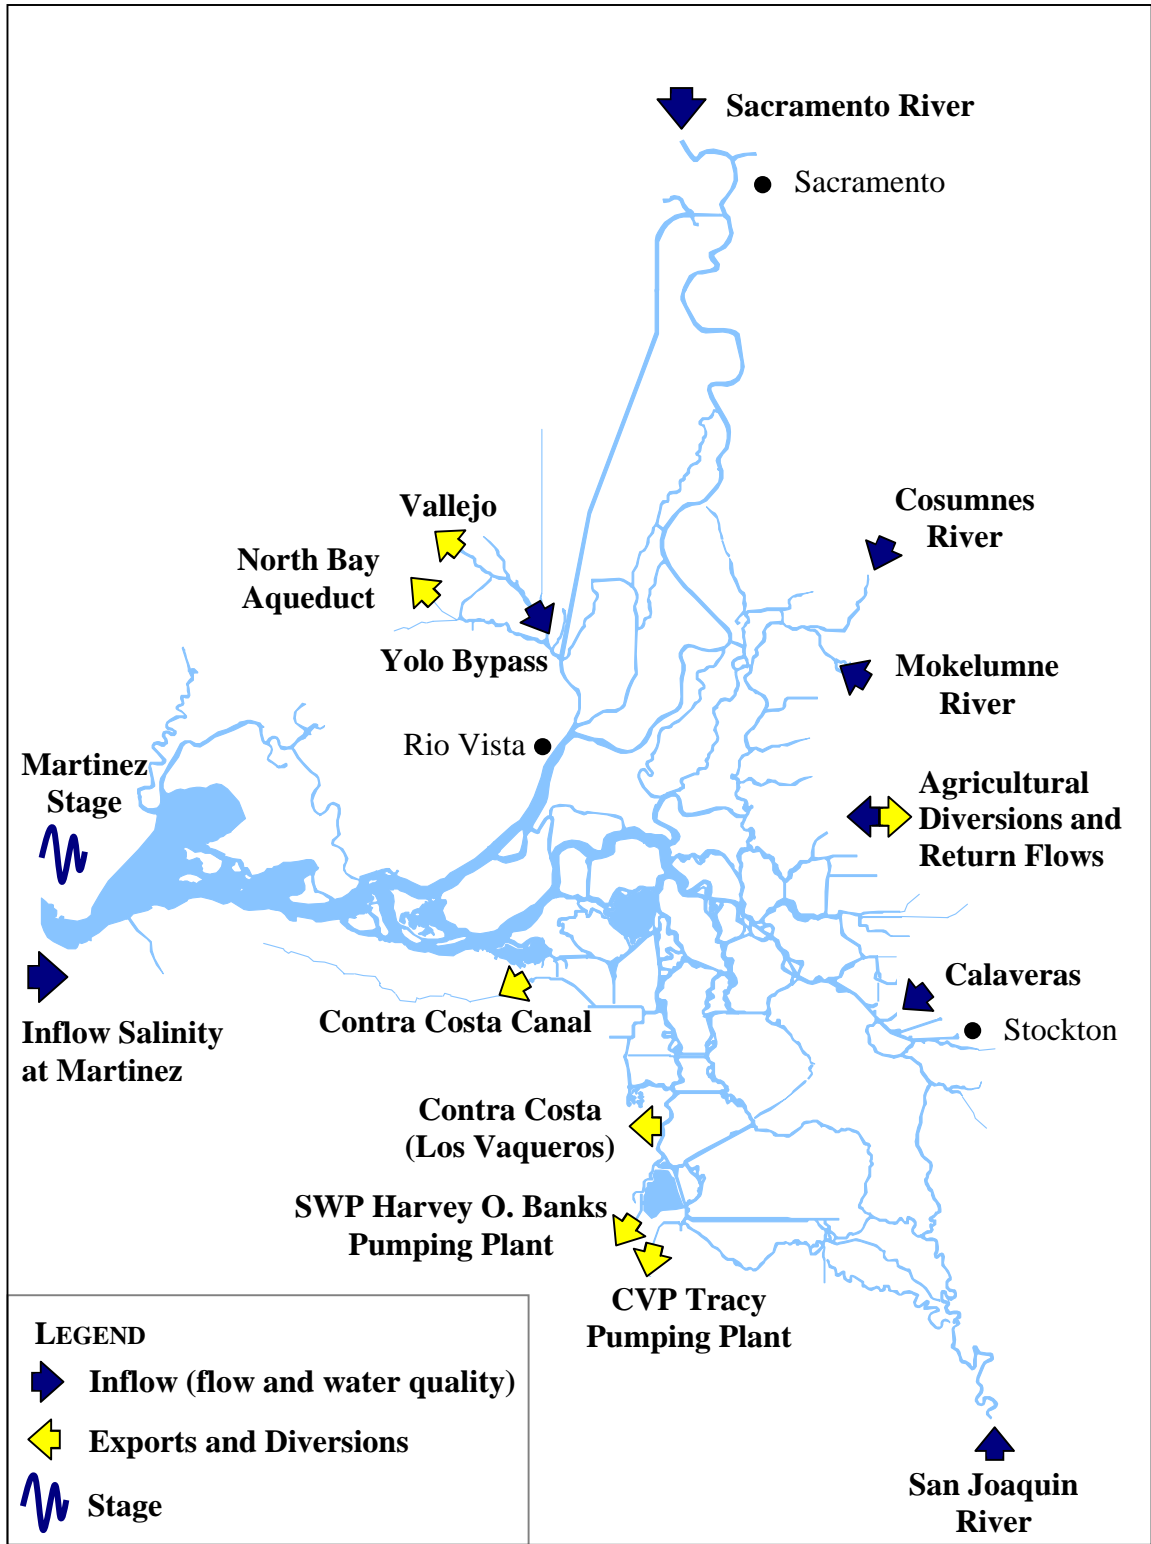 Sacramento River
Sacramento
Vallejo
North Bay
Aqueduct
Cosumnes
River
Yolo Bypass
Mokelumne
River
Rio Vista
Martinez
Stage
Agricultural
Diversions and
Return Flows
Calaveras
Stockton
Contra Costa Canal
Inflow Salinity
at Martinez
Contra Costa
(Los Vaqueros)
SWP Harvey O. Banks
Pumping Plant
CVP Tracy
Pumping Plant
LEGEND
Inflow (flow and water quality)
Exports and Diversions
Stage
San Joaquin
River